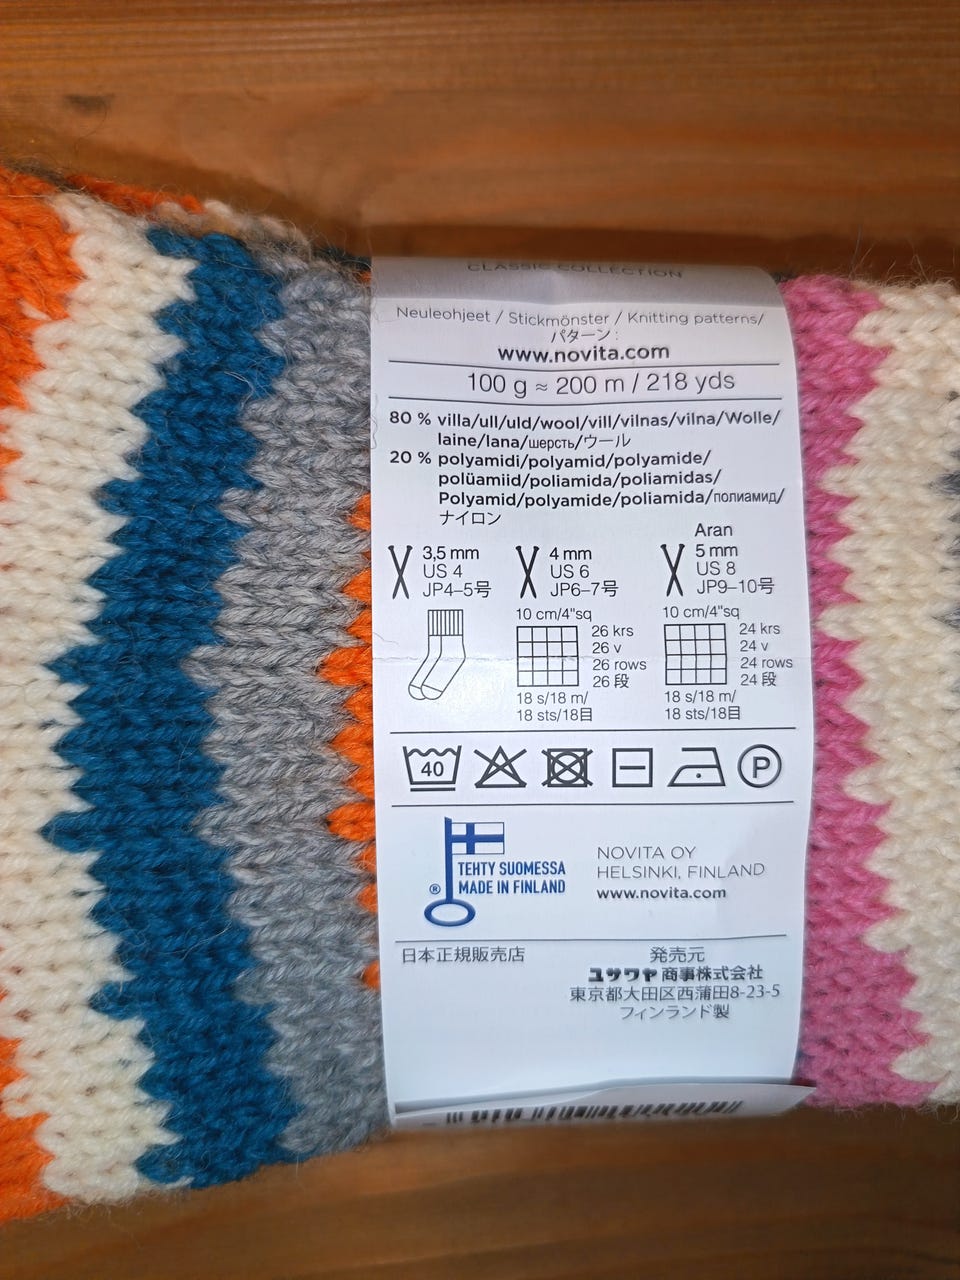 CLASSIC COLLECTION
Neuleohjeet / Stickmönster / Knitting patterns/
パターン :
www.novita.com
100 g ≈ 200 m / 218 yds
80 % villa/ull/uld/wool/vill/vilnas/vilna/Wolle/
laine/lana/шерсть/ウール
20 % polyamidi/polyamid/polyamide/
polüamiid/poliamida/poliamidas/
Polyamid/polyamide/poliamida/полиамид/
ナイロン
3,5 mm
US 4
JP4–5号
4 mm
US 6
JP6–7号
Aran
5 mm
US 8
JP9–10号
10 cm/4"sq
26 krs
26 v
26 rows
26 段
18 s/18 m/
18 sts/18目
10 cm/4"sq
24 krs
24 v
24 rows
24 段
18 s/18 m/
18 sts/18目
40
P
® TEHTY SUOMESSA
MADE IN FINLAND
NOVITA OY
HELSINKI, FINLAND
www.novita.com
日本正規販売店
発売元
ユザワヤ 商事株式会社
東京都大田区西蒲田8-23-5
フィンランド製